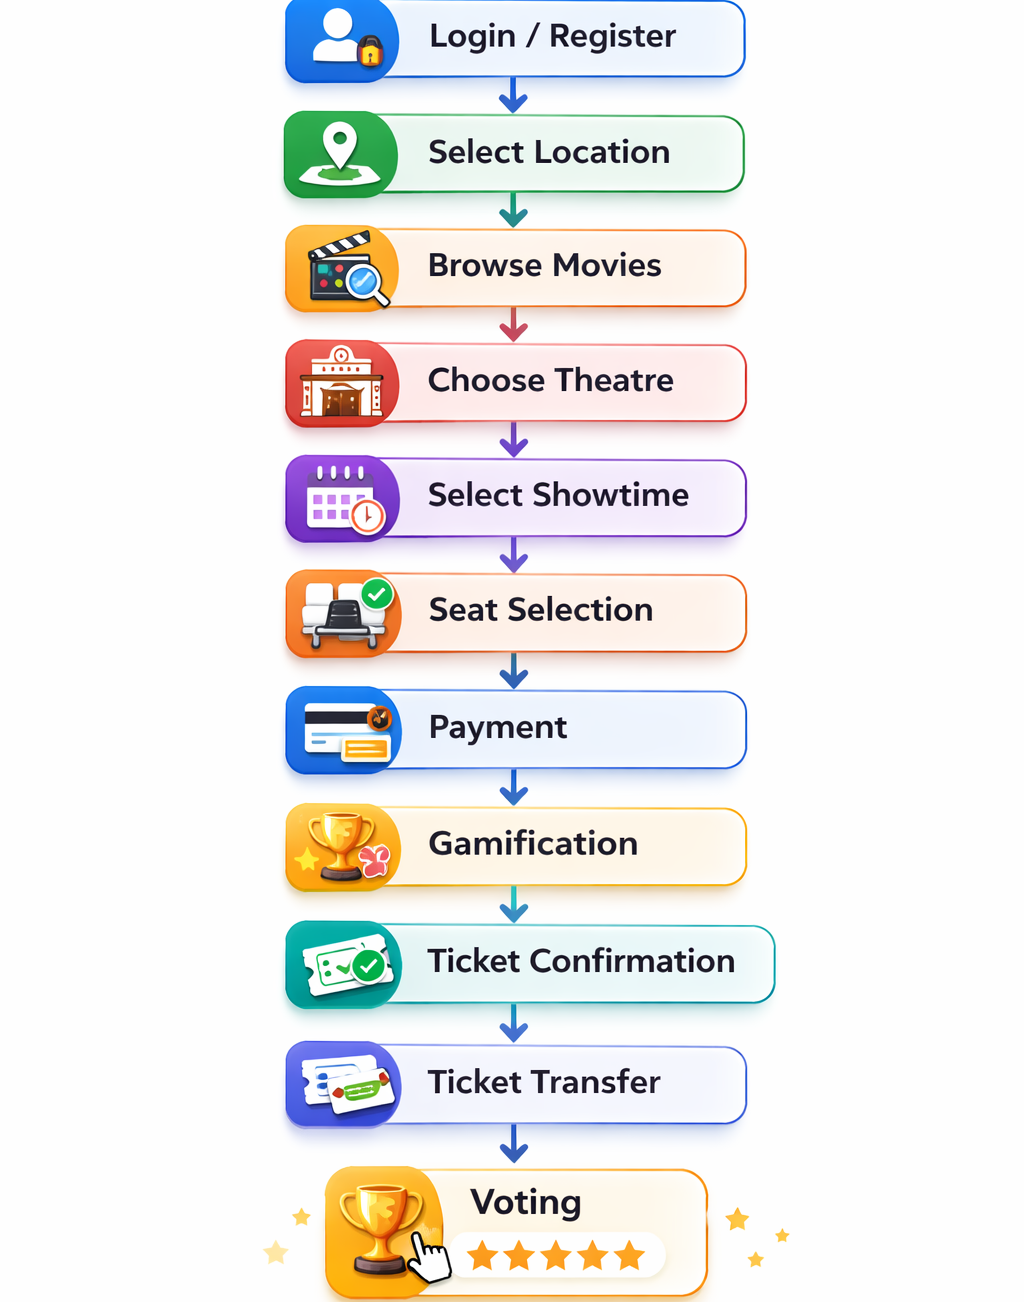 Login / Register
Select Location
Browse Movies
Choose Theatre
Select Showtime
Seat Selection
Payment
Gamification
Ticket Confirmation
Ticket Transfer
Voting